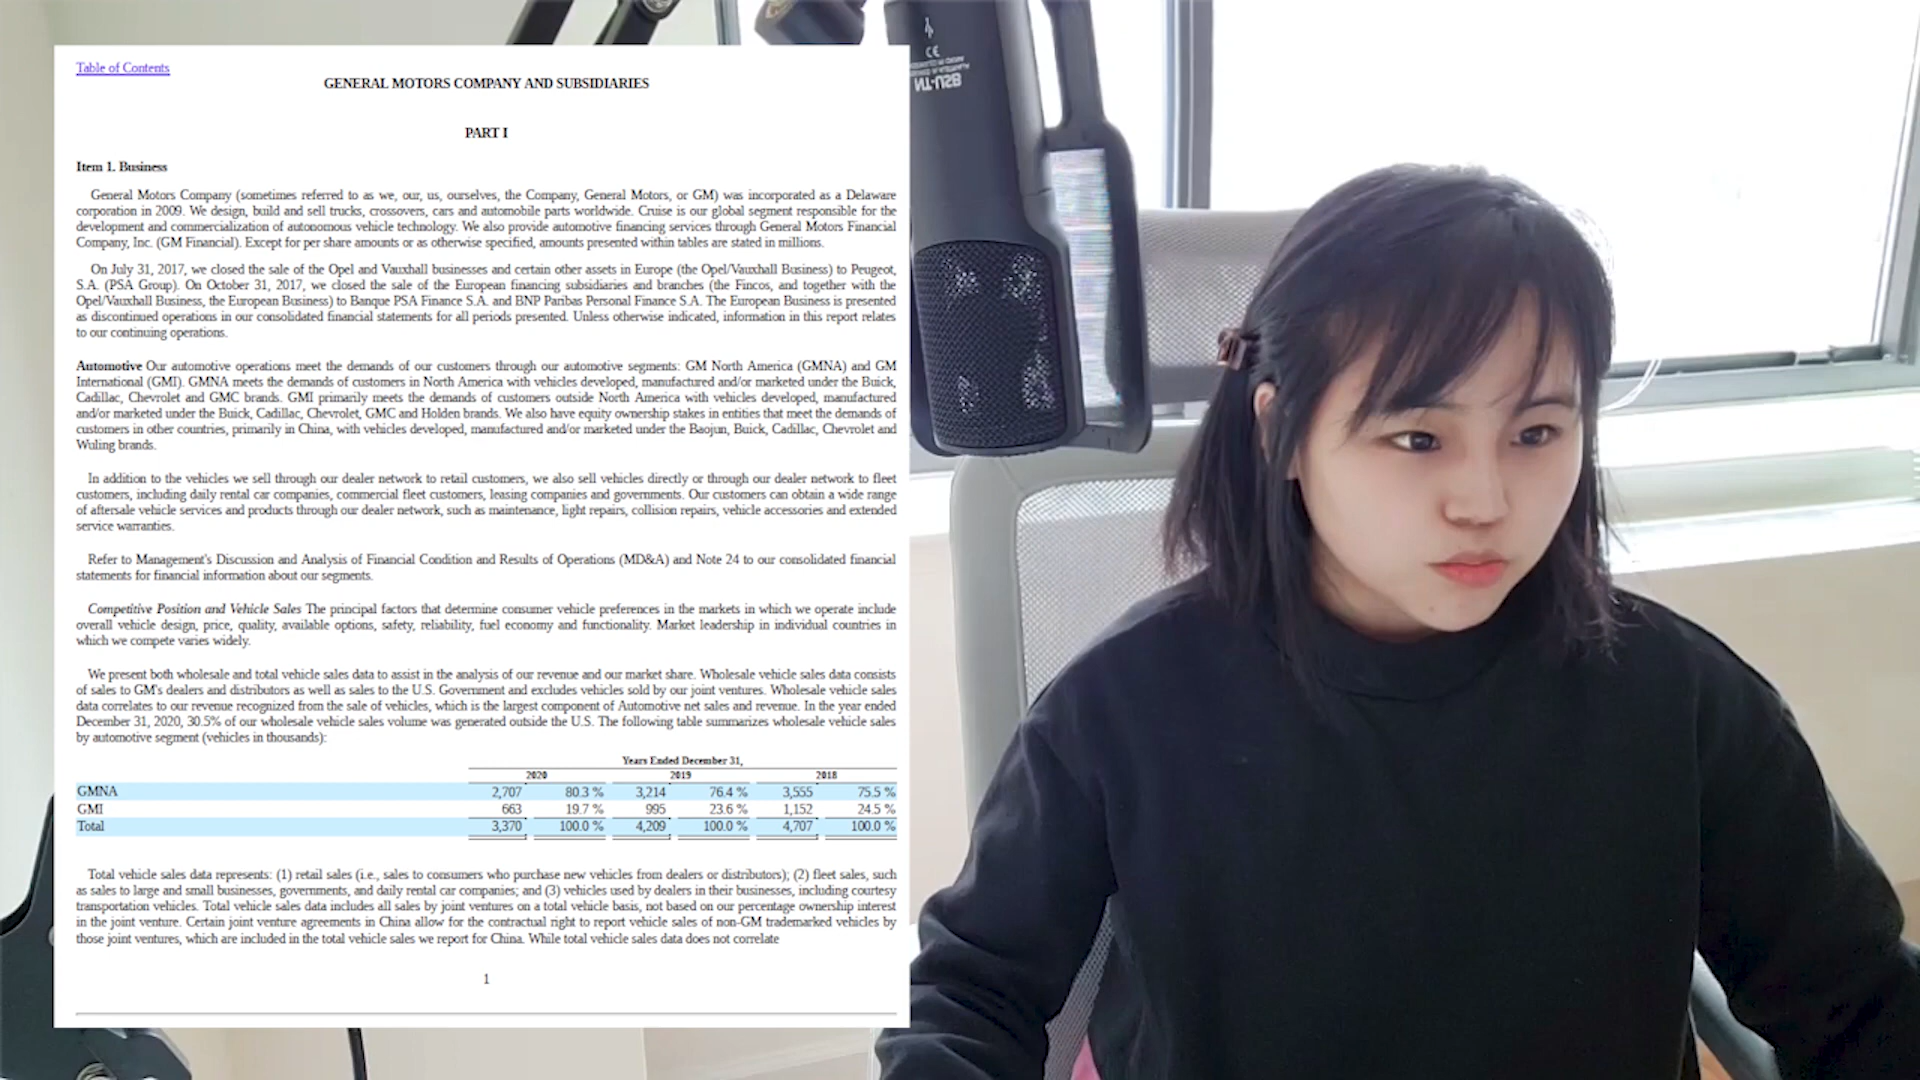 Table of Contents
GENERAL MOTORS COMPANY AND SUBSIDIARIES
PART I
Item 1. Business
General Motors Company (sometimes referred to as we, our, us, ourselves, the Company, General Motors, or GM) was incorporated as a Delaware
corporation in 2009. We design, build and sell trucks, crossovers, cars and automobile parts worldwide. Cruise is our global segment responsible for the
development and commercialization of autonomous vehicle technology. We also provide automotive financing services through General Motors Financial
Company, Inc. (GM Financial). Except for per share amounts or as otherwise specified, amounts presented within tables are stated in millions.
On July 31, 2017, we closed the sale of the Opel and Vauxhall businesses and certain other assets in Europe (the Opel/Vauxhall Business) to Peugeot,
S.A. (PSA Group). On October 31, 2017, we closed the sale of the European financing subsidiaries and branches (the Fincos, and together with the
Opel/Vauxhall Business, the European Business) to Banque PSA Finance S.A. and BNP Paribas Personal Finance S.A. The European Business is presented
as discontinued operations in our consolidated financial statements for all periods presented. Unless otherwise indicated, information in this report relates
to our continuing operations.
Automotive Our automotive operations meet the demands of our customers through our automotive segments: GM North America (GMNA) and GM
International (GMI). GMNA meets the demands of customers in North America with vehicles developed, manufactured and/or marketed under the Buick,
Cadillac, Chevrolet and GMC brands. GMI primarily meets the demands of customers outside North America with vehicles developed, manufactured
and/or marketed under the Buick, Cadillac, Chevrolet, GMC and Holden brands. We also have equity ownership stakes in entities that meet the demands of
customers in other countries, primarily in China, with vehicles developed, manufactured and/or marketed under the Baojun, Buick, Cadillac, Chevrolet and
Wuling brands.
In addition to the vehicles we sell through our dealer network to retail customers, we also sell vehicles directly or through our dealer network to fleet
customers, including daily rental car companies, commercial fleet customers, leasing companies and governments. Our customers can obtain a wide range
of aftersale vehicle services and products through our dealer network, such as maintenance, light repairs, collision repairs, vehicle accessories and extended
service warranties.
Refer to Management's Discussion and Analysis of Financial Condition and Results of Operations (MD&A) and Note 24 to our consolidated financial
statements for financial information about our segments.
Competitive Position and Vehicle Sales The principal factors that determine consumer vehicle preferences in the markets in which we operate include
overall vehicle design, price, quality, available options, safety, reliability, fuel economy and functionality. Market leadership in individual countries in
which we compete varies widely.
We present both wholesale and total vehicle sales data to assist in the analysis of our revenue and our market share. Wholesale vehicle sales data consists
of sales to GM's dealers and distributors as well as sales to the U.S. Government and excludes vehicles sold by our joint ventures. Wholesale vehicle sales
data correlates to our revenue recognized from the sale of vehicles, which is the largest component of Automotive net sales and revenue. In the year ended
December 31, 2020, 30.5% of our wholesale vehicle sales volume was generated outside the U.S. The following table summarizes wholesale vehicle sales
by automotive segment (vehicles in thousands):
Years Ended December 31,
2020 2019 2018
GMNA 2,707 80.3 % 3,214 76.4 % 3,555 75.5 %
GMI 663 19.7 % 995 23.6 % 1,152 24.5 %
Total 3,370 100.0 % 4,209 100.0 % 4,707 100.0 %
Total vehicle sales data represents: (1) retail sales (i.e., sales to consumers who purchase new vehicles from dealers or distributors); (2) fleet sales, such
as sales to large and small businesses, governments, and daily rental car companies; and (3) vehicles used by dealers in their businesses, including courtesy
transportation vehicles. Total vehicle sales data includes all sales by joint ventures on a total vehicle basis, not based on our percentage ownership interest
in the joint venture. Certain joint venture agreements in China allow for the contractual right to report vehicle sales of non-GM trademarked vehicles by
those joint ventures, which are included in the total vehicle sales we report for China. While total vehicle sales data does not correlate
1
CE
NT-USB